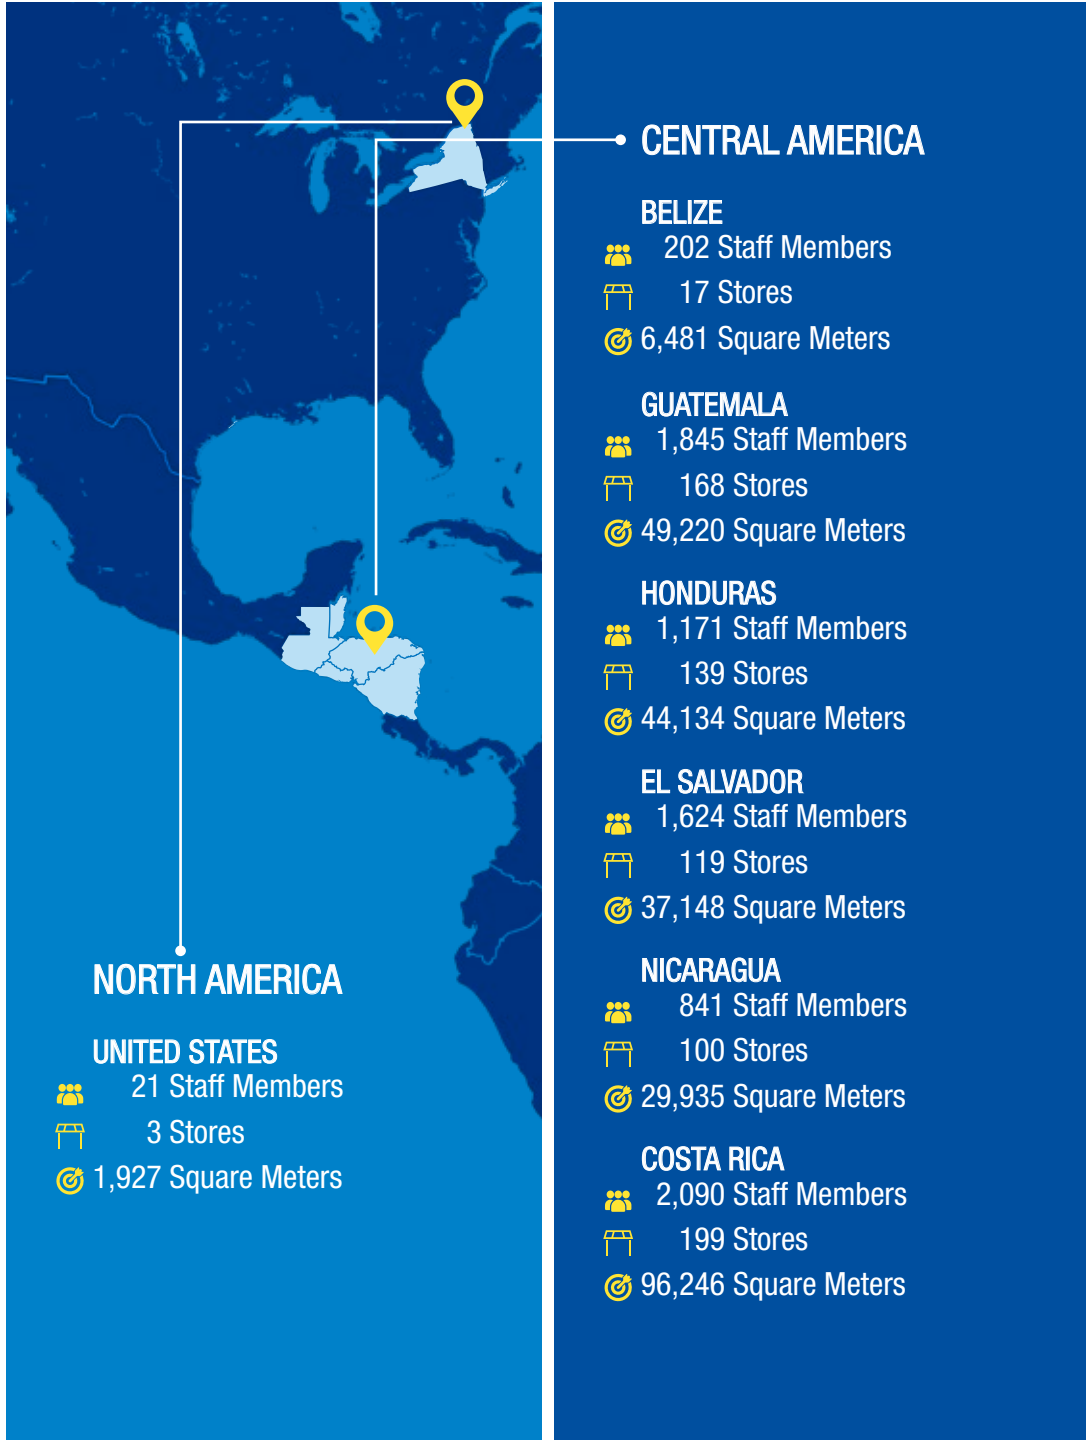 CENTRAL AMERICA
BELIZE
202 Staff Members
17 Stores
6,481 Square Meters
GUATEMALA
1,845 Staff Members
168 Stores
49,220 Square Meters
HONDURAS
1,171 Staff Members
139 Stores
44,134 Square Meters
EL SALVADOR
1,624 Staff Members
119 Stores
37,148 Square Meters
NICARAGUA
841 Staff Members
100 Stores
29,935 Square Meters
COSTA RICA
2,090 Staff Members
199 Stores
96,246 Square Meters
NORTH AMERICA
UNITED STATES
21 Staff Members
3 Stores
1,927 Square Meters